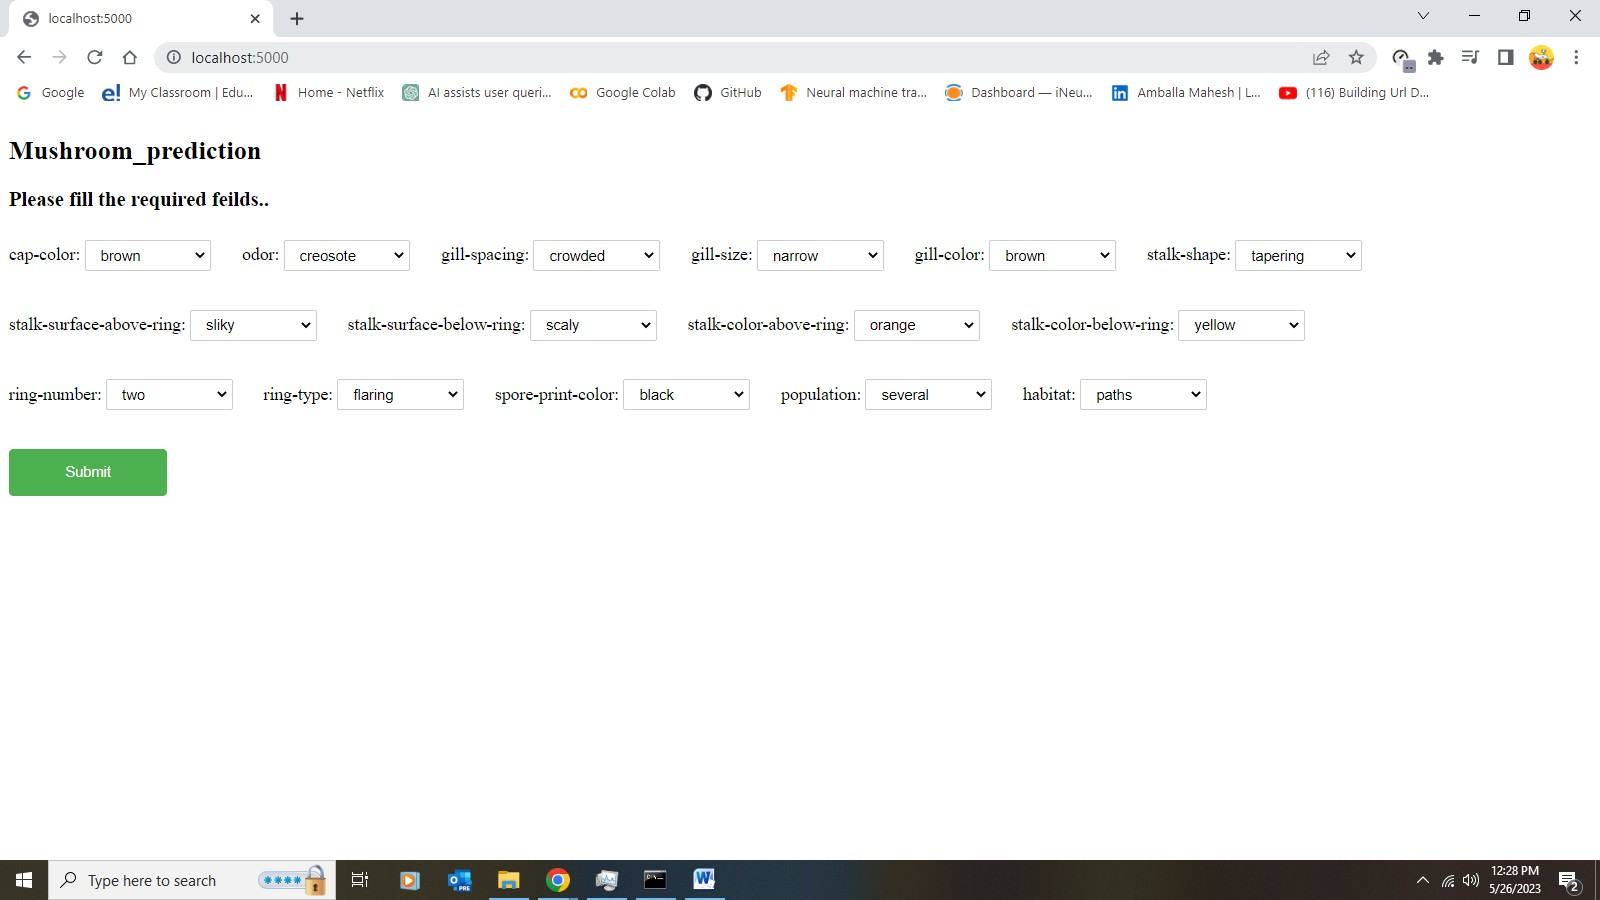 localhost:5000
localhost:5000
Google My Classroom | Edu... Home - Netflix AI assists user queri... Google Colab GitHub Neural machine tra... Dashboard — iNeu... Amballa Mahesh | L... (116) Building Url D...
Mushroom_prediction
Please fill the required feilds..
cap-color: brown odor: creosote gill-spacing: crowded gill-size: narrow gill-color: brown stalk-shape: tapering
stalk-surface-above-ring: sliky stalk-surface-below-ring: scaly stalk-color-above-ring: orange stalk-color-below-ring: yellow
ring-number: two ring-type: flaring spore-print-color: black population: several habitat: paths
Submit
Type here to search
12:28 PM
5/26/2023
2